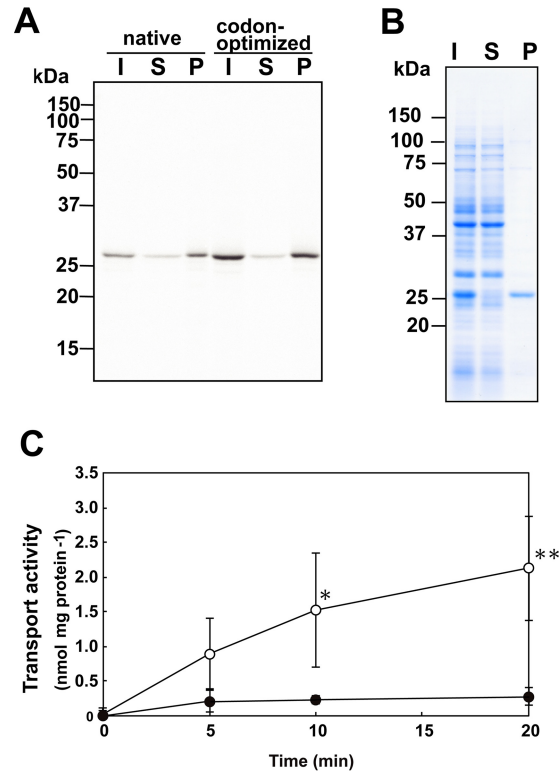 A
native
codon-
optimized
I S P I S P
kDa
150
100
75
50
37
25
20
15
B
I S P
kDa
150
100
75
50
37
25
20
C
Transport activity
(nmol mg protein -1)
3.5
3.0
2.5
2.0
1.5
1.0
0.5
0
*
**
0 5 10 15 20
Time (min)